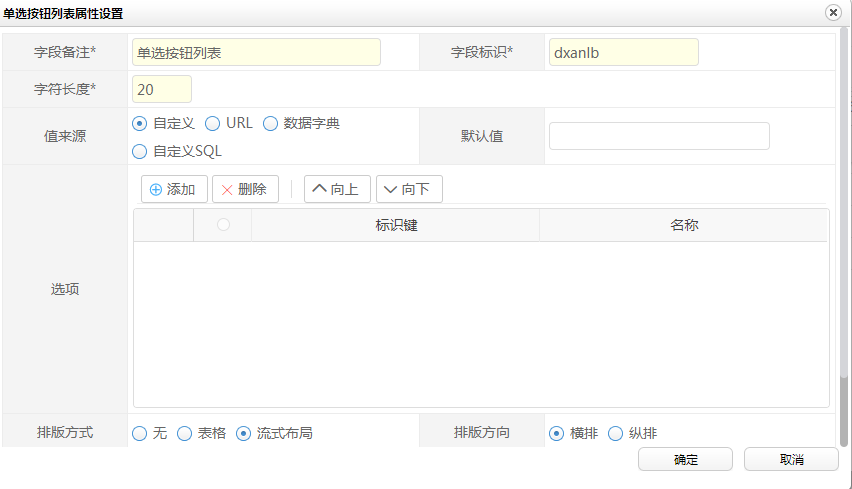 单选按钮列表属性设置
字段备注* 单选按钮列表 字段标识* dxanlb
字符长度* 20
值来源 自定义 URL 数据字典 默认值
自定义SQL
添加 删除 向上 向下
标识键 名称
选项
排版方式 无 表格 流式布局 排版方向 横排 纵排
确定 取消